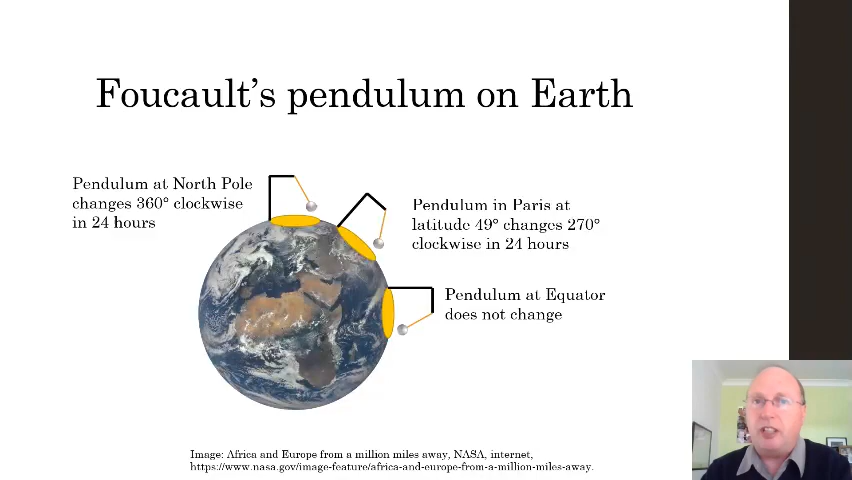 Foucault's pendulum on Earth
Pendulum at North Pole
changes 360° clockwise
in 24 hours
Pendulum in Paris at
latitude 49° changes 270°
clockwise in 24 hours
Pendulum at Equator
does not change
Image: Africa and Europe from a million miles away, NASA, internet,
https://www.nasa.gov/image-feature/africa-and-europe-from-a-million-miles-away.